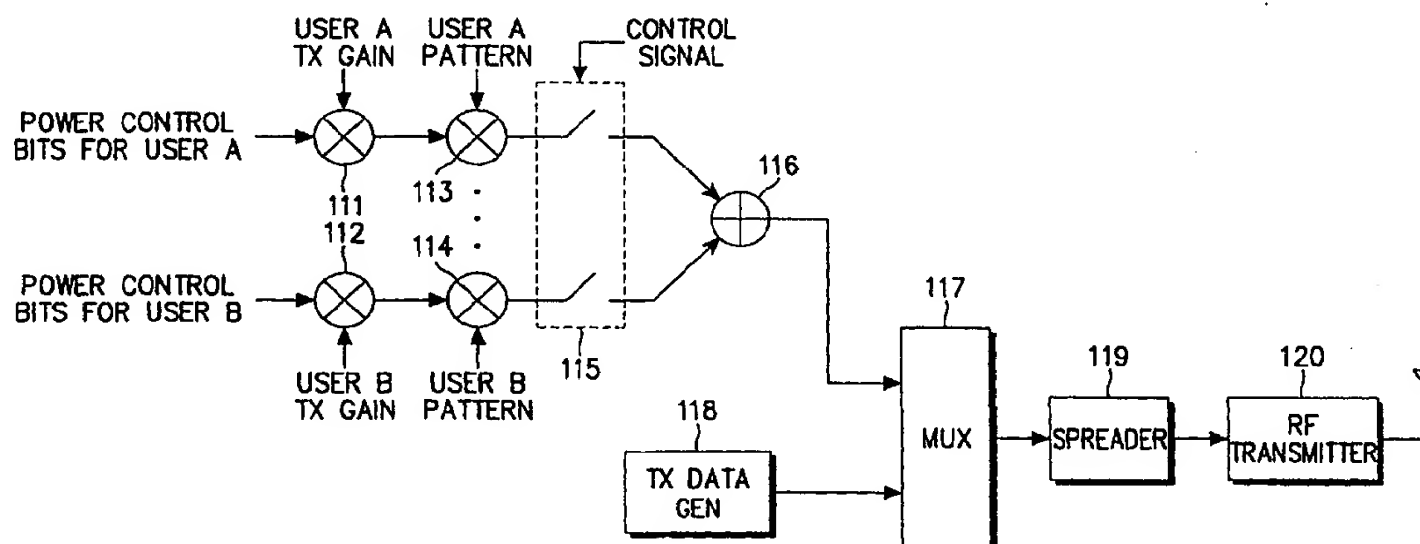 USER A
TX GAIN
USER A
PATTERN
CONTROL
SIGNAL
POWER CONTROL
BITS FOR USER A
111
113
116
112
114
POWER CONTROL
BITS FOR USER B
115
USER B
TX GAIN
USER B
PATTERN
117
MUX
118
TX DATA
GEN
119
SPREADER
120
RF
TRANSMITTER